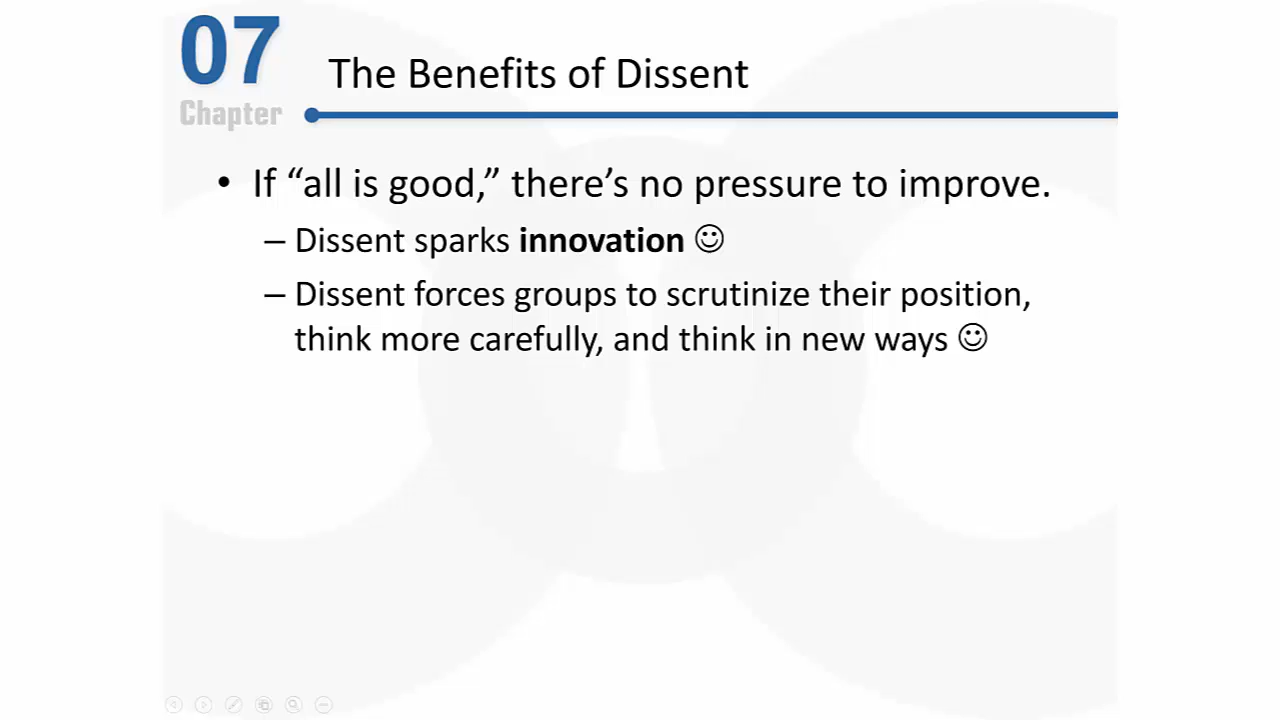 07
Chapter
The Benefits of Dissent
• If “all is good,” there’s no pressure to improve.
– Dissent sparks innovation ☺
– Dissent forces groups to scrutinize their position,
think more carefully, and think in new ways ☺